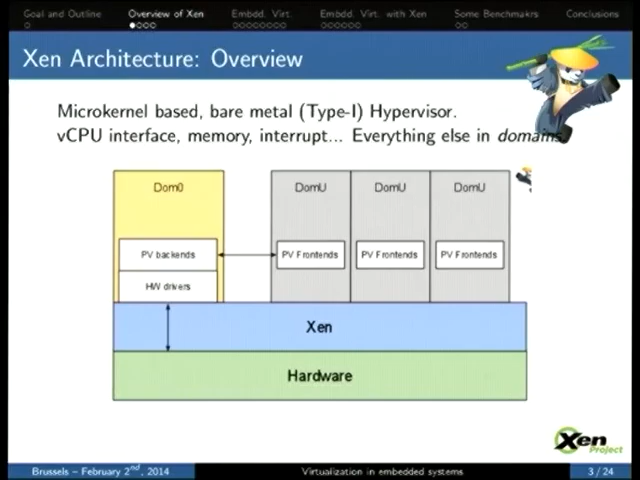 Goal and Outline Overview of Xen Embdd. Virt. Embdd. Virt. with Xen Some Benchmakrs Conclusions
Xen Architecture: Overview
Microkernel based, bare metal (Type-I) Hypervisor.
vCPU interface, memory, interrupt... Everything else in domains.
Dom0 DomU DomU DomU
PV backends PV Frontends PV Frontends PV Frontends
HW drivers
Xen
Hardware
Xen
Project
Brussels – February 2nd, 2014 Virtualization in embedded systems 3 / 24